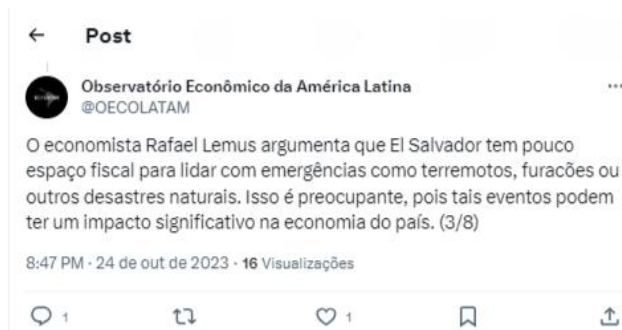 ← Post
Observatório Econômico da América Latina
@OECOLATAM
O economista Rafael Lemus argumenta que El Salvador tem pouco
espaço fiscal para lidar com emergências como terremotos, furacões ou
outros desastres naturais. Isso é preocupante, pois tais eventos podem
ter um impacto significativo na economia do país. (3/8)
8:47 PM · 24 de out de 2023 · 16 Visualizações
1 1